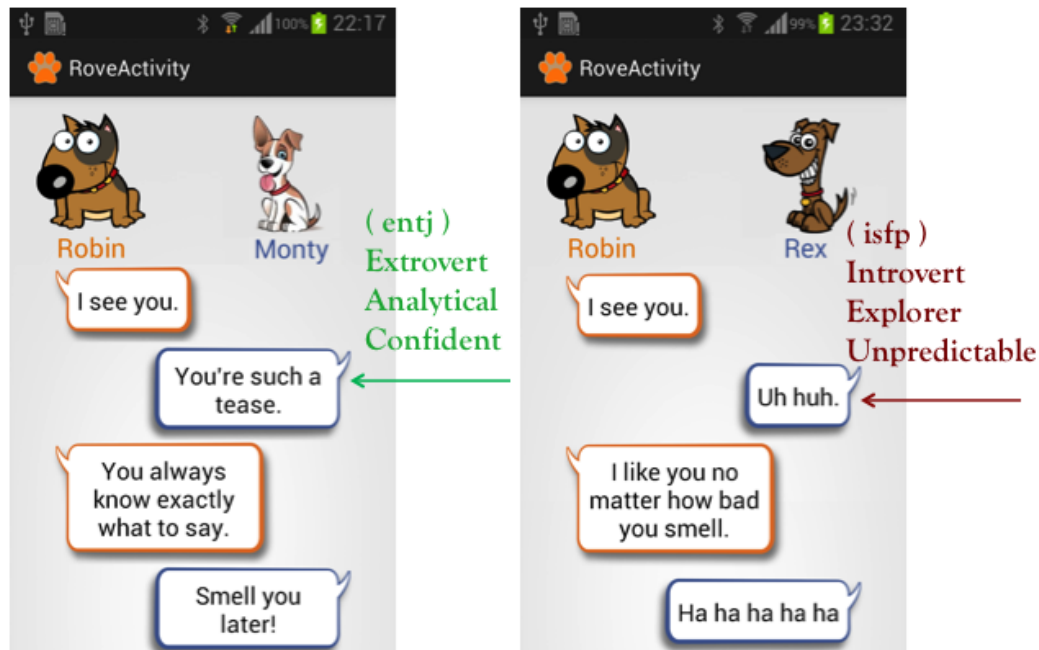 100% 22:17
RoveActivity
Robin
Monty
( entj )
Extrovert
Analytical
Confident
I see you.
You're such a
tease.
You always
know exactly
what to say.
Smell you
later!
99% 23:32
RoveActivity
Robin
Rex
( isfp )
Introvert
Explorer
Unpredictable
I see you.
Uh huh.
I like you no
matter how bad
you smell.
Ha ha ha ha ha